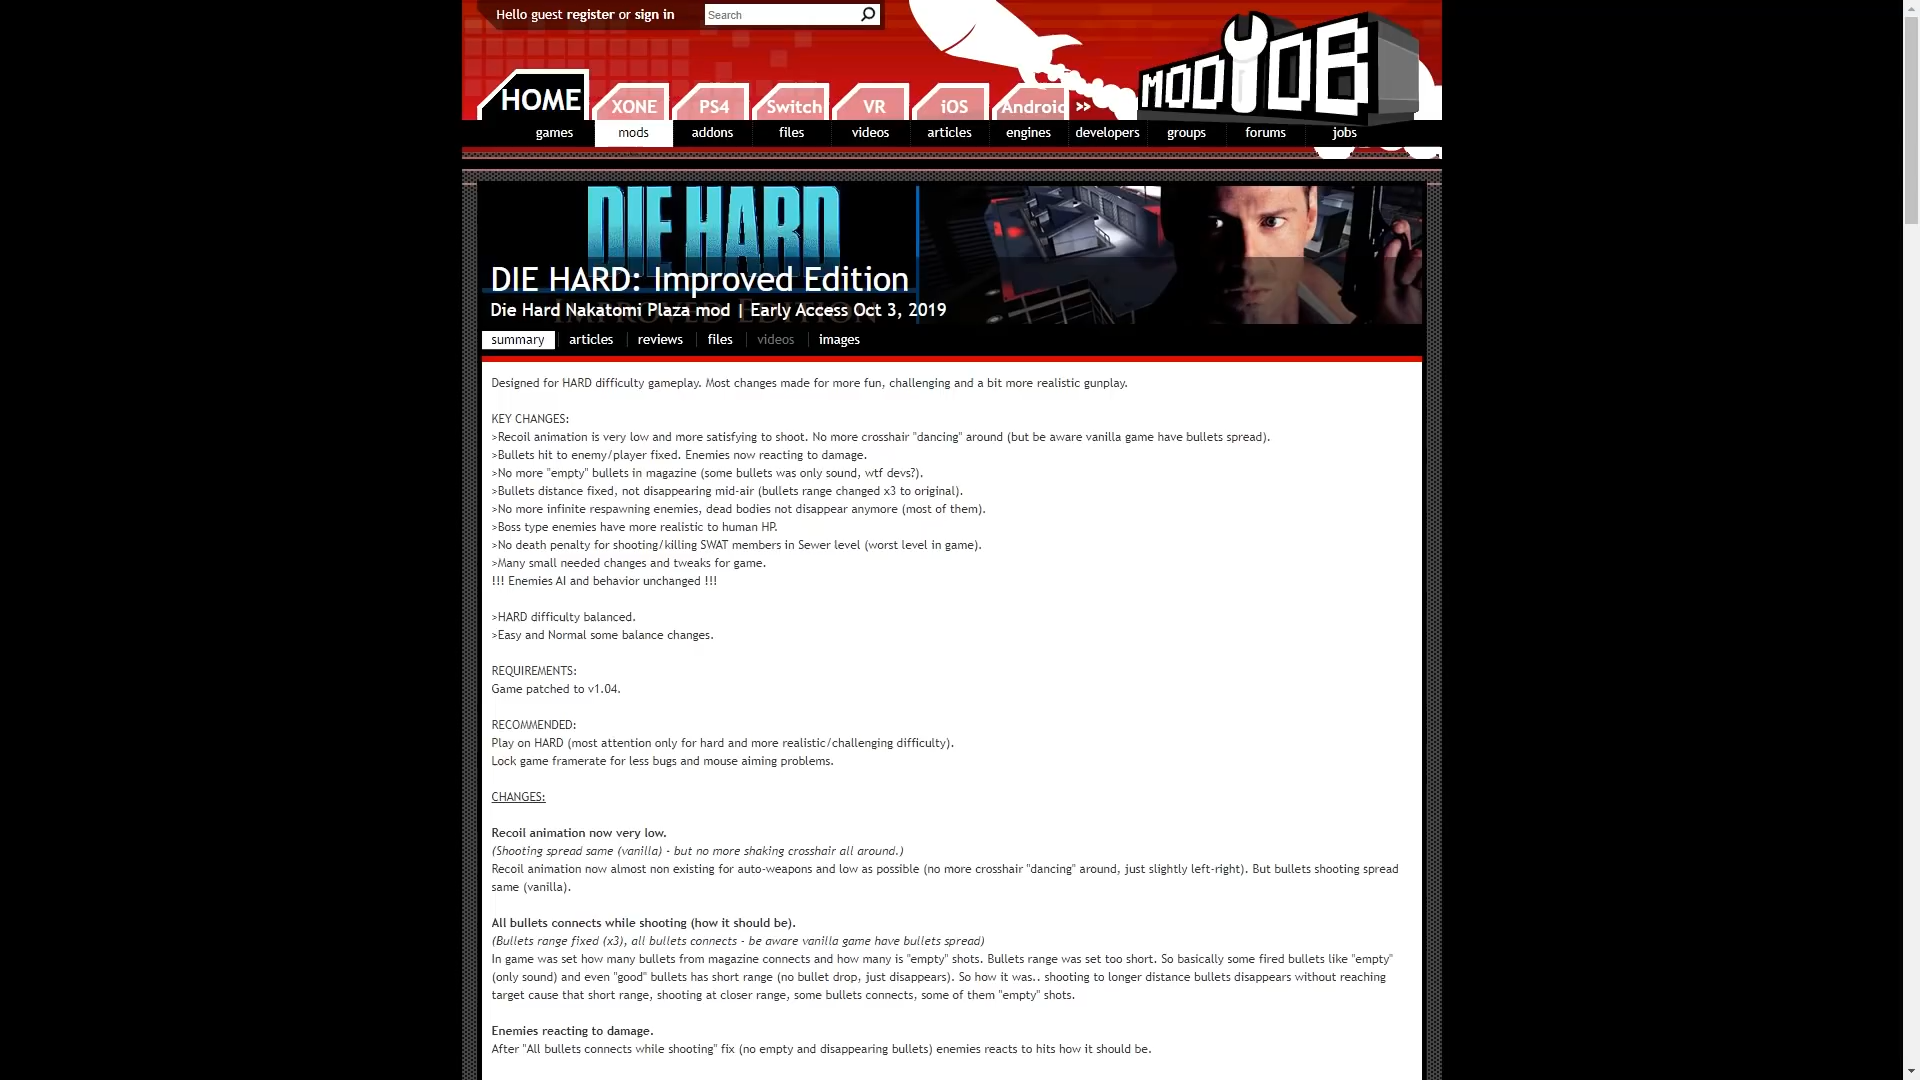 Hello guest register or sign in
Search
MODDB
HOME XONE PS4 Switch VR iOS Android >>
games mods addons files videos articles engines developers groups forums jobs
DIE HARD
IMPROVED EDITION
DIE HARD: Improved Edition
Die Hard Nakatomi Plaza mod | Early Access Oct 3, 2019
summary articles reviews files videos images
Designed for HARD difficulty gameplay. Most changes made for more fun, challenging and a bit more realistic gunplay.
KEY CHANGES:
>Recoil animation is very low and more satisfying to shoot. No more crosshair "dancing" around (but be aware vanilla game have bullets spread).
>Bullets hit to enemy/player fixed. Enemies now reacting to damage.
>No more "empty" bullets in magazine (some bullets was only sound, wtf devs?).
>Bullets distance fixed, not disappearing mid-air (bullets range changed x3 to original).
>No more infinite respawning enemies, dead bodies not disappear anymore (most of them).
>Boss type enemies have more realistic to human HP.
>No death penalty for shooting/killing SWAT members in Sewer level (worst level in game).
>Many small needed changes and tweaks for game.
!!! Enemies AI and behavior unchanged !!!
>HARD difficulty balanced.
>Easy and Normal some balance changes.
REQUIREMENTS:
Game patched to v1.04.
RECOMMENDED:
Play on HARD (most attention only for hard and more realistic/challenging difficulty).
Lock game framerate for less bugs and mouse aiming problems.
CHANGES:
Recoil animation now very low.
(Shooting spread same (vanilla) - but no more shaking crosshair all around.)
Recoil animation now almost non existing for auto-weapons and low as possible (no more crosshair "dancing" around, just slightly left-right). But bullets shooting spread
same (vanilla).
All bullets connects while shooting (how it should be).
(Bullets range fixed (x3), all bullets connects - be aware vanilla game have bullets spread)
In game was set how many bullets from magazine connects and how many is "empty" shots. Bullets range was set too short. So basically some fired bullets like "empty"
(only sound) and even "good" bullets has short range (no bullet drop, just disappears). So how it was.. shooting to longer distance bullets disappears without reaching
target cause that short range, shooting at closer range, some bullets connects, some of them "empty" shots.
Enemies reacting to damage.
After "All bullets connects while shooting" fix (no empty and disappearing bullets) enemies reacts to hits how it should be.